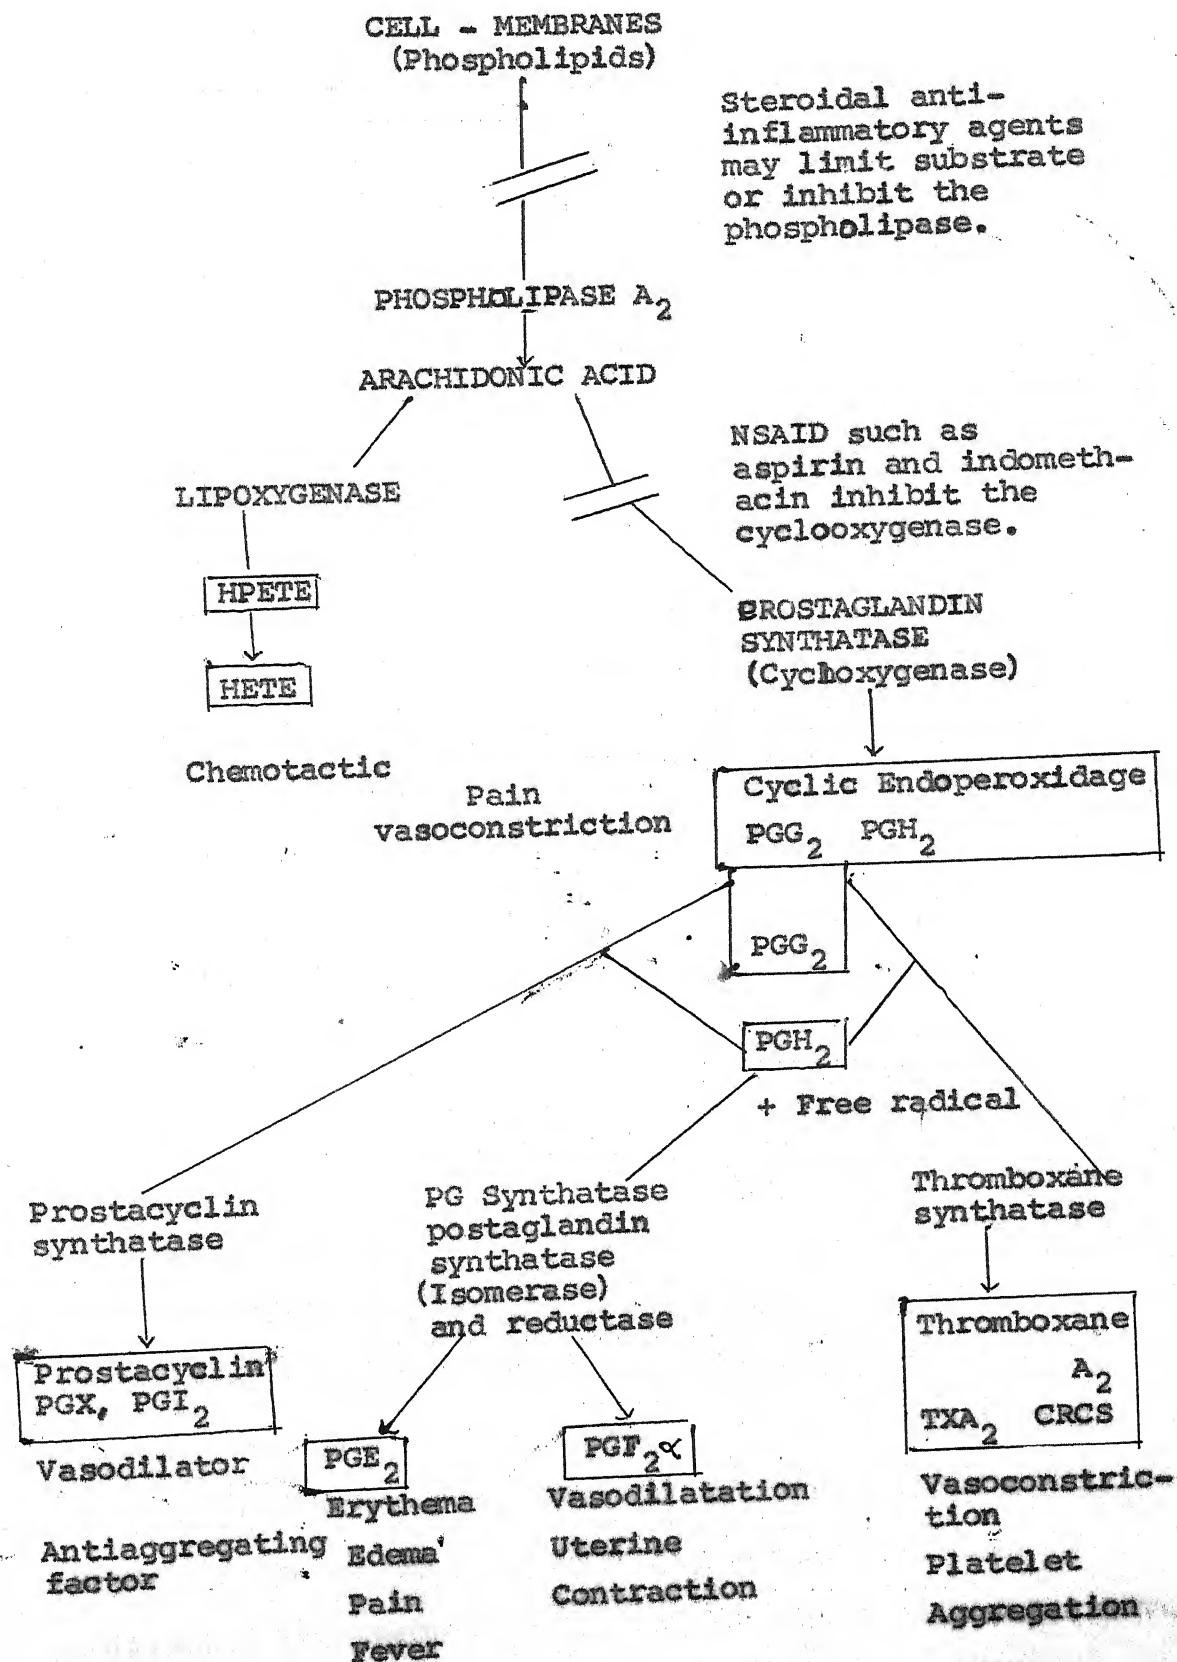 CELL - MEMBRANES
(Phospholipids)
Steroidal anti-
inflammatory agents
may limit substrate
or inhibit the
phospholipase.
PHOSPHOLIPASE A2
ARACHIDONIC ACID
NSAID such as
aspirin and indometh-
acin inhibit the
cyclooxygenase.
LIPOXYGENASE
HPETE
HETE
Chemotactic
PROSTAGLANDIN
SYNTHATASE
(Cychoxygenase)
Pain
vasoconstriction
Cyclic Endoperoxidage
PGG2 PGH2
PGG2
PGH2
+ Free radical
Prostacyclin
synthatase
PG Synthatase
postaglandin
synthatase
(Isomerase)
and reductase
Thromboxane
synthatase
Prostacyclin
PGX, PGI2
Vasodilator
Antiaggregating
factor
PGE2
Erythema
Edema
Pain
Fever
PGF2∝
Vasodilatation
Uterine
Contraction
Thromboxane
A2
TXA2 CRCS
Vasoconstric-
tion
Platelet
Aggregation